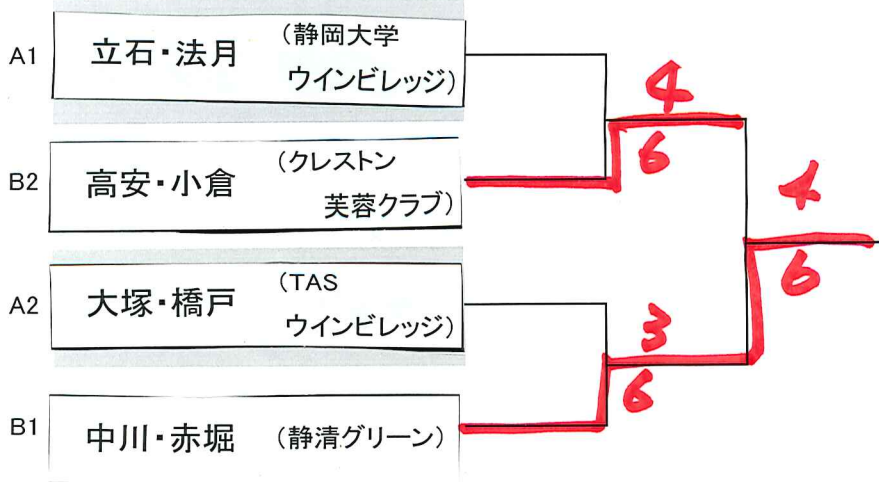 A1
立石・法月
(静岡大学
ウインビレッジ)
4
6
B2
高安・小倉
(クレストン
芙蓉クラブ)
4
6
A2
大塚・橋戸
(TAS
ウインビレッジ)
3
6
B1
中川・赤堀
(静清グリーン)